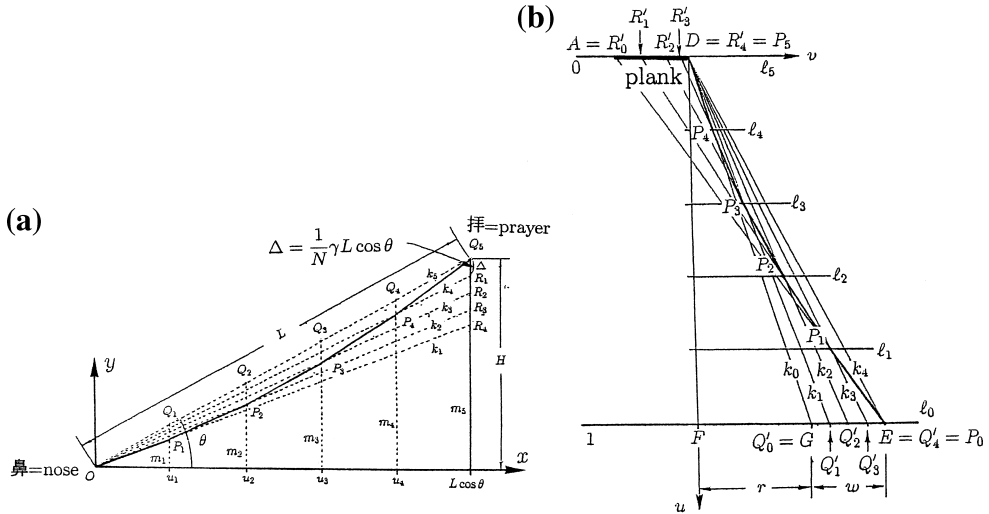 (a)
拝=prayer
Q₅
Δ = 1/N γL cos θ
Δ
k₅
R₁
Q₄
k₄
R₂
k₃
R₃
Q₃
P₄
k₂
R₄
L
k₁
H
y
Q₂
P₃
Q₁
P₂
m₅
θ
m₄
P₁
m₃
m₂
m₁
x
鼻=nose
O
u₁
u₂
u₃
u₄
L cos θ
(b)
R′₁
R′₃
A = R′₀
R′₂
D = R′₄ = P₅
v
0
ℓ₅
plank
P₄
ℓ₄
P₃
ℓ₃
P₂
ℓ₂
P₁
ℓ₁
k₀
k₂
k₄
k₁
k₃
ℓ₀
1
F
Q′₀ = G
Q′₂
E = Q′₄ = P₀
Q′₁
Q′₃
r
w
u